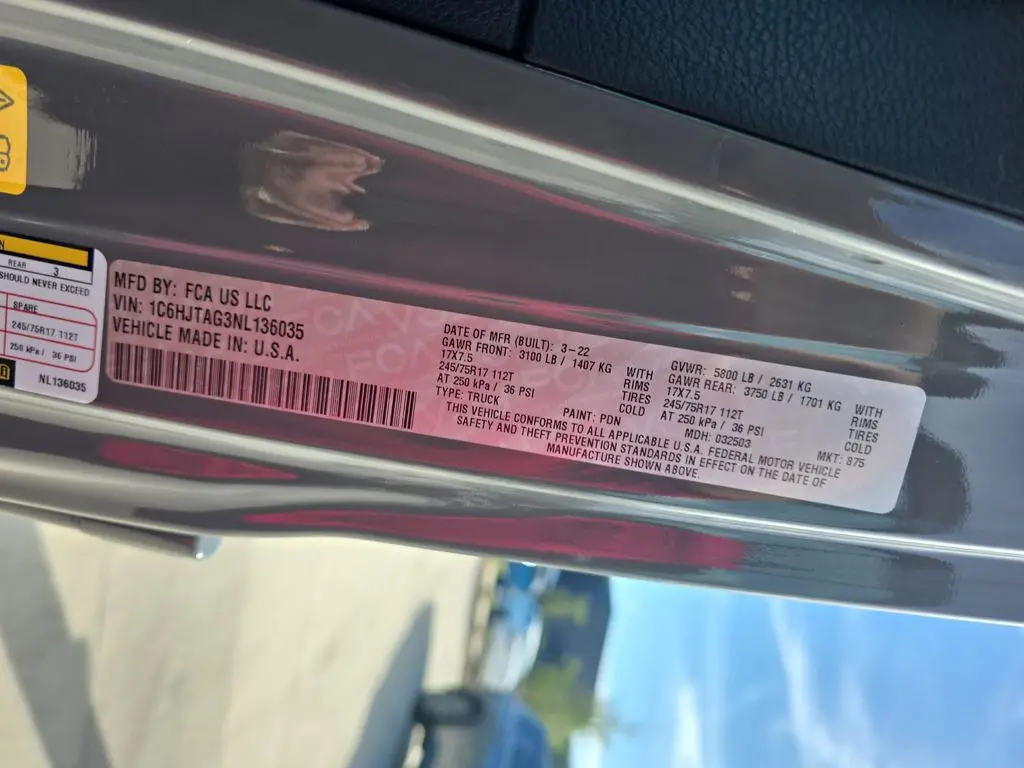 N
REAR 3
SHOULD NEVER EXCEED
SPARE
245/75R17 112T
250 kPa / 36 PSI
NL136035
MFD BY: FCA US LLC
VIN: 1C6HJTAG3NL136035
VEHICLE MADE IN: U.S.A.
DATE OF MFR (BUILT): 3-22
GAWR FRONT: 3100 LB / 1407 KG WITH
17X7.5 RIMS
245/75R17 112T TIRES
AT 250 kPa / 36 PSI COLD
TYPE: TRUCK PAINT: PDN
GVWR: 5800 LB / 2631 KG
GAWR REAR: 3750 LB / 1701 KG WITH
17X7.5 RIMS
245/75R17 112T TIRES
AT 250 kPa / 36 PSI COLD
MDH: 032503 MKT: 875
THIS VEHICLE CONFORMS TO ALL APPLICABLE U.S.A. FEDERAL MOTOR VEHICLE
SAFETY AND THEFT PREVENTION STANDARDS IN EFFECT ON THE DATE OF
MANUFACTURE SHOWN ABOVE.